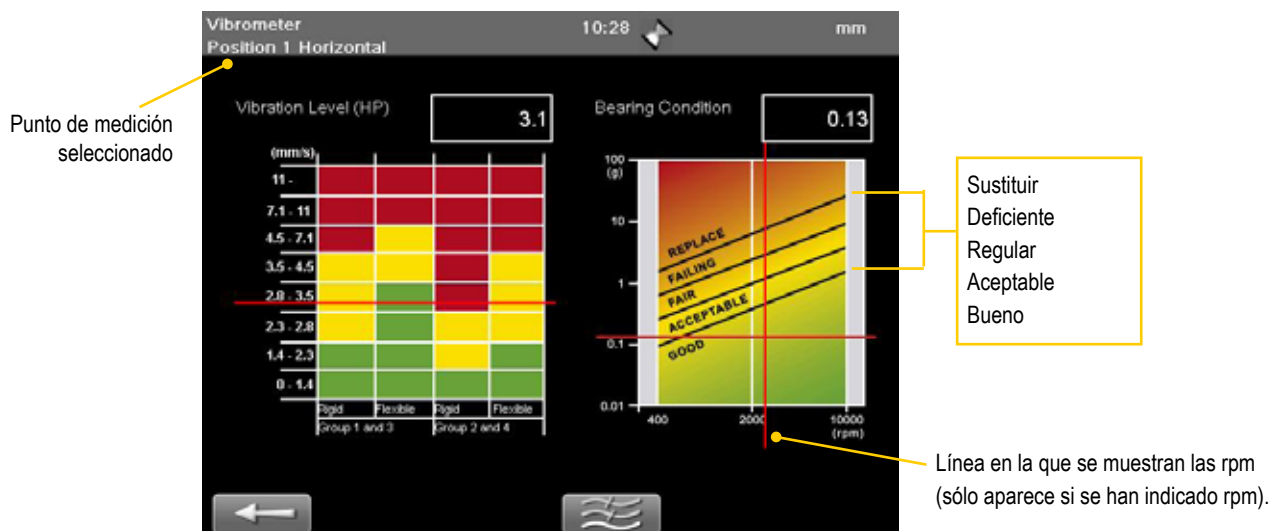 Vibrometer
10:28
mm
Position 1 Horizontal
Punto de medición
seleccionado
Vibration Level (HP)
3.1
(mm/s)
11 -
7.1 - 11
4.5 - 7.1
3.5 - 4.5
2.8 - 3.5
2.3 - 2.8
1.4 - 2.3
0 - 1.4
Rigid
Flexible
Rigid
Flexible
Group 1 and 3
Group 2 and 4
Bearing Condition
0.13
100
(g)
10
1
0.1
0.01
REPLACE
FAILING
FAIR
ACCEPTABLE
GOOD
400
2000
10000
(rpm)
Sustituir
Deficiente
Regular
Aceptable
Bueno
Línea en la que se muestran las rpm
(sólo aparece si se han indicado rpm).